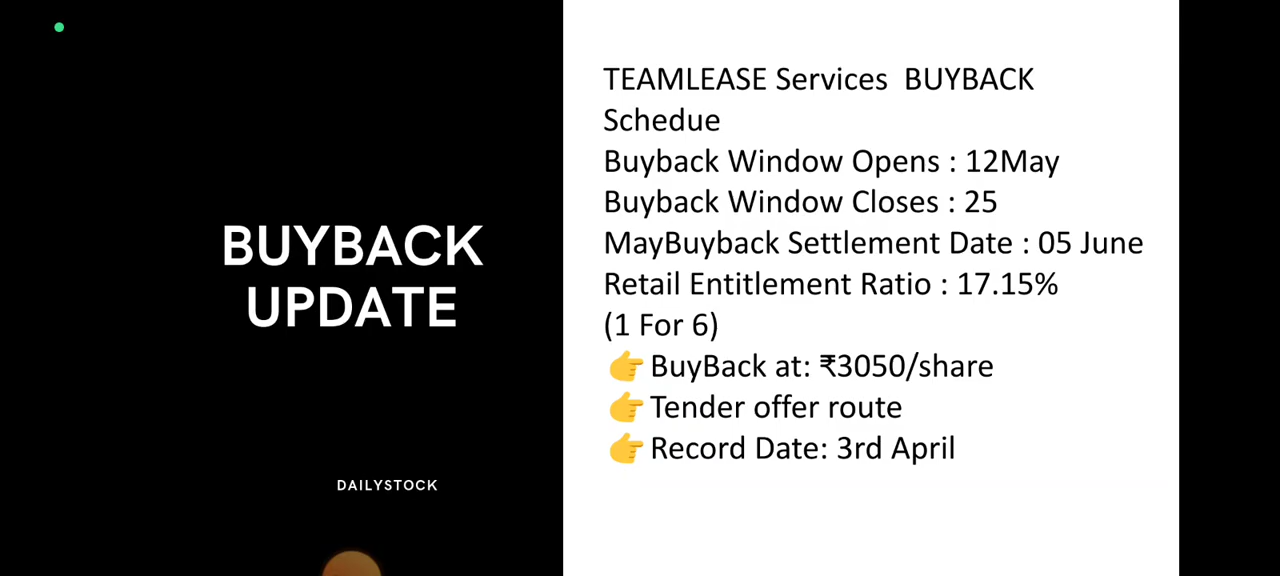 BUYBACK
UPDATE
DAILYSTOCK
TEAMLEASE Services  BUYBACK
Schedue
Buyback Window Opens : 12May
Buyback Window Closes : 25
MayBuyback Settlement Date : 05 June
Retail Entitlement Ratio : 17.15%
(1 For 6)
👉BuyBack at: ₹3050/share
👉Tender offer route
👉Record Date: 3rd April